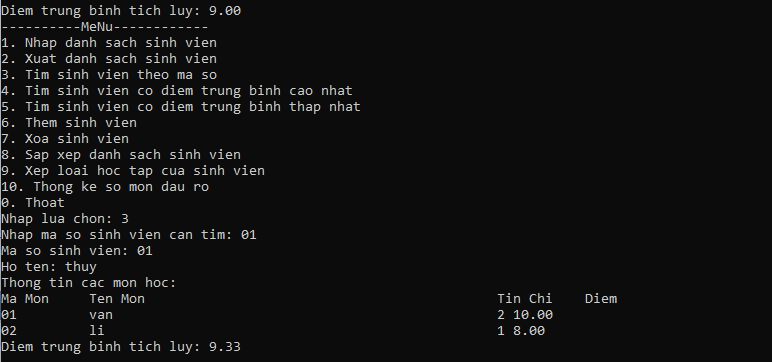 Diem trung binh tich luy: 9.00
----------MeNu------------
1. Nhap danh sach sinh vien
2. Xuat danh sach sinh vien
3. Tim sinh vien theo ma so
4. Tim sinh vien co diem trung binh cao nhat
5. Tim sinh vien co diem trung binh thap nhat
6. Them sinh vien
7. Xoa sinh vien
8. Sap xep danh sach sinh vien
9. Xep loai hoc tap cua sinh vien
10. Thong ke so mon dau ro
0. Thoat
Nhap lua chon: 3
Nhap ma so sinh vien can tim: 01
Ma so sinh vien: 01
Ho ten: thuy
Thong tin cac mon hoc:
Ma Mon Ten Mon Tin Chi Diem
01 van 2 10.00
02 li 1 8.00
Diem trung binh tich luy: 9.33